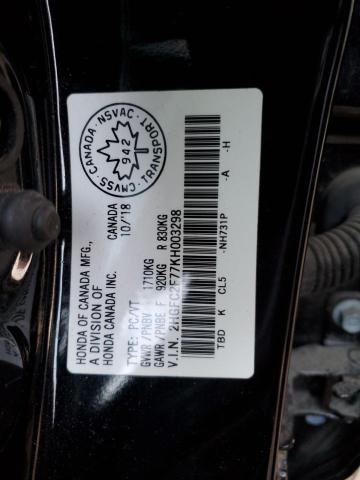 CANADA · NSVAC · TRANSPORT · CMVSS
942
HONDA OF CANADA MFG.,
A DIVISION OF
HONDA CANADA INC. CANADA
10/'18
TYPE: PC/VT
GVWR /PNBV 1710KG
GAWR /PNBE F 920KG R 830KG
V.I.N. 2HGFC2F77KH003298
TBD K CL5 -NH731P -A -H